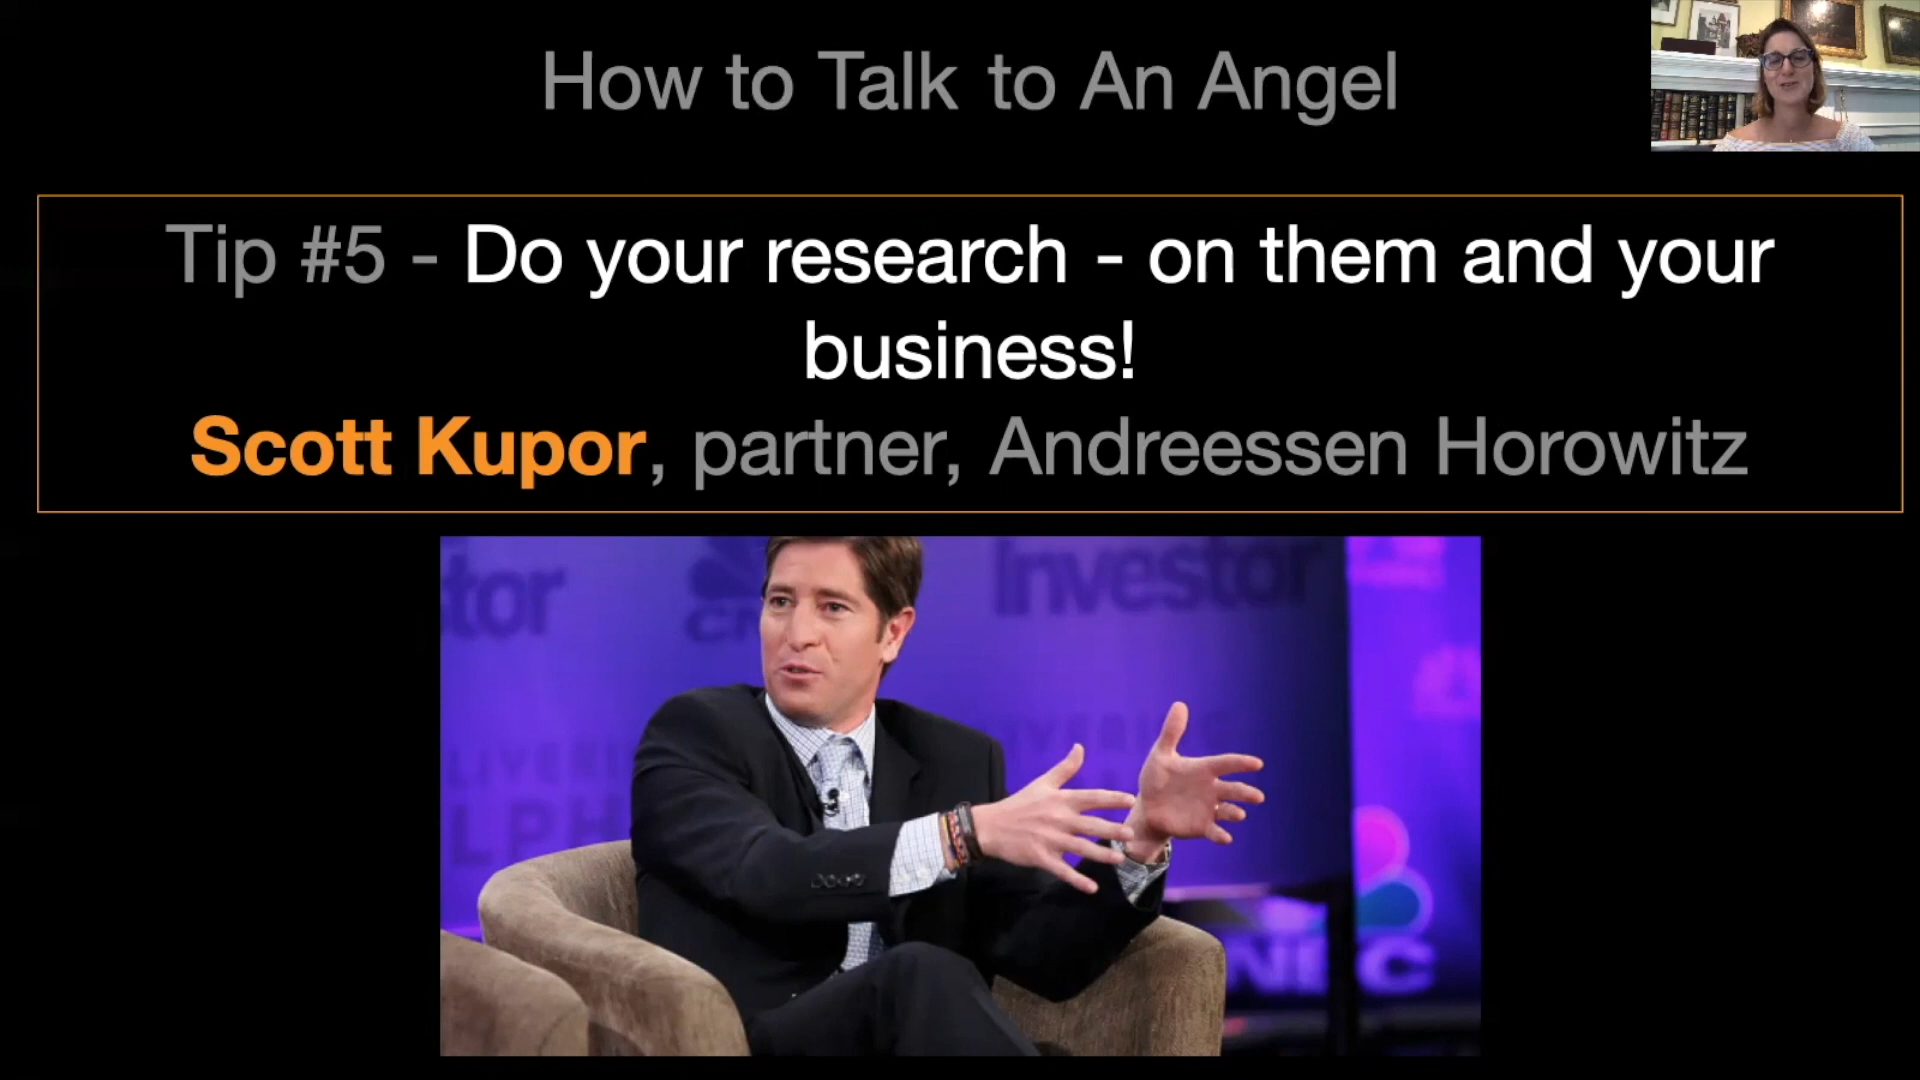 How to Talk to An Angel
Tip #5 - Do your research - on them and your
business!
Scott Kupor, partner, Andreessen Horowitz
Investor